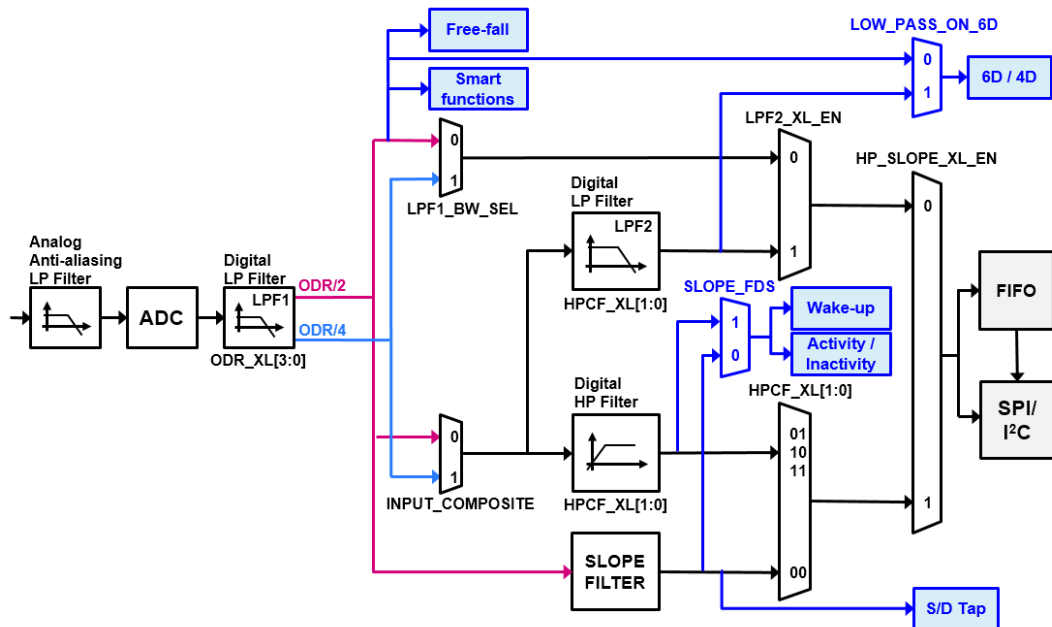 Free-fall
Smart
functions
LOW_PASS_ON_6D
0
1
6D / 4D
LPF2_XL_EN
0
1
HP_SLOPE_XL_EN
0
1
0
1
LPF1_BW_SEL
Digital
LP Filter
LPF2
HPCF_XL[1:0]
Analog
Anti-aliasing
LP Filter
ADC
Digital
LP Filter
LPF1
ODR_XL[3:0]
ODR/2
ODR/4
SLOPE_FDS
1
0
Wake-up
Activity /
Inactivity
FIFO
SPI/
I²C
0
1
INPUT_COMPOSITE
Digital
HP Filter
HPCF_XL[1:0]
HPCF_XL[1:0]
01
10
11
00
SLOPE
FILTER
S/D Tap